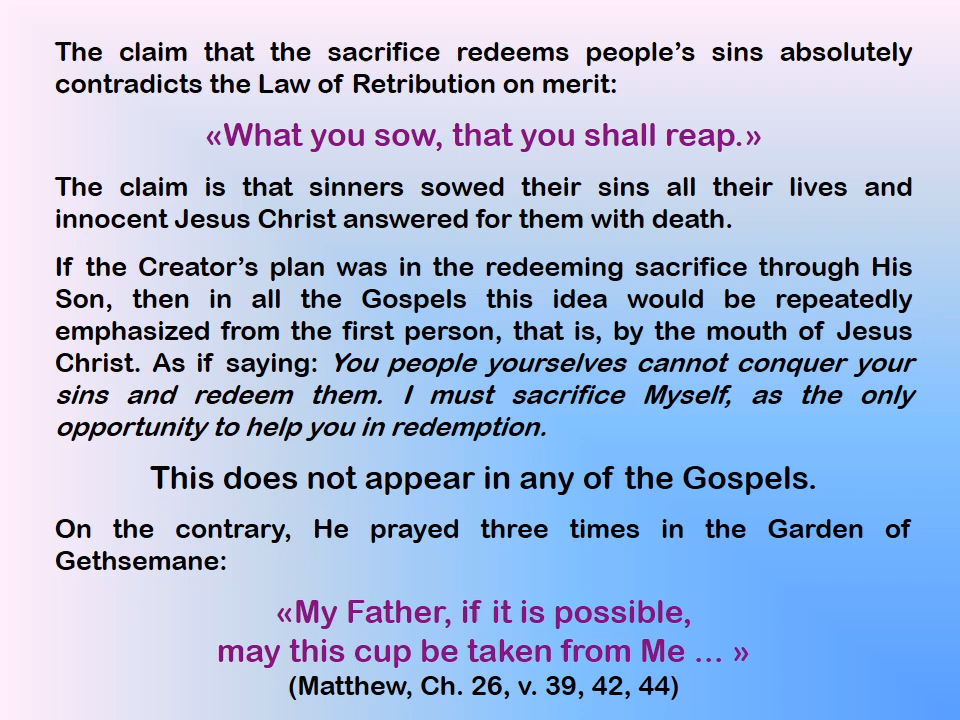 The claim that the sacrifice redeems people’s sins absolutely
contradicts the Law of Retribution on merit:
«What you sow, that you shall reap.»
The claim is that sinners sowed their sins all their lives and
innocent Jesus Christ answered for them with death.
If the Creator’s plan was in the redeeming sacrifice through His
Son, then in all the Gospels this idea would be repeatedly
emphasized from the first person, that is, by the mouth of Jesus
Christ. As if saying: You people yourselves cannot conquer your
sins and redeem them. I must sacrifice Myself, as the only
opportunity to help you in redemption.
This does not appear in any of the Gospels.
On the contrary, He prayed three times in the Garden of
Gethsemane:
«My Father, if it is possible,
may this cup be taken from Me … »
(Matthew, Ch. 26, v. 39, 42, 44)